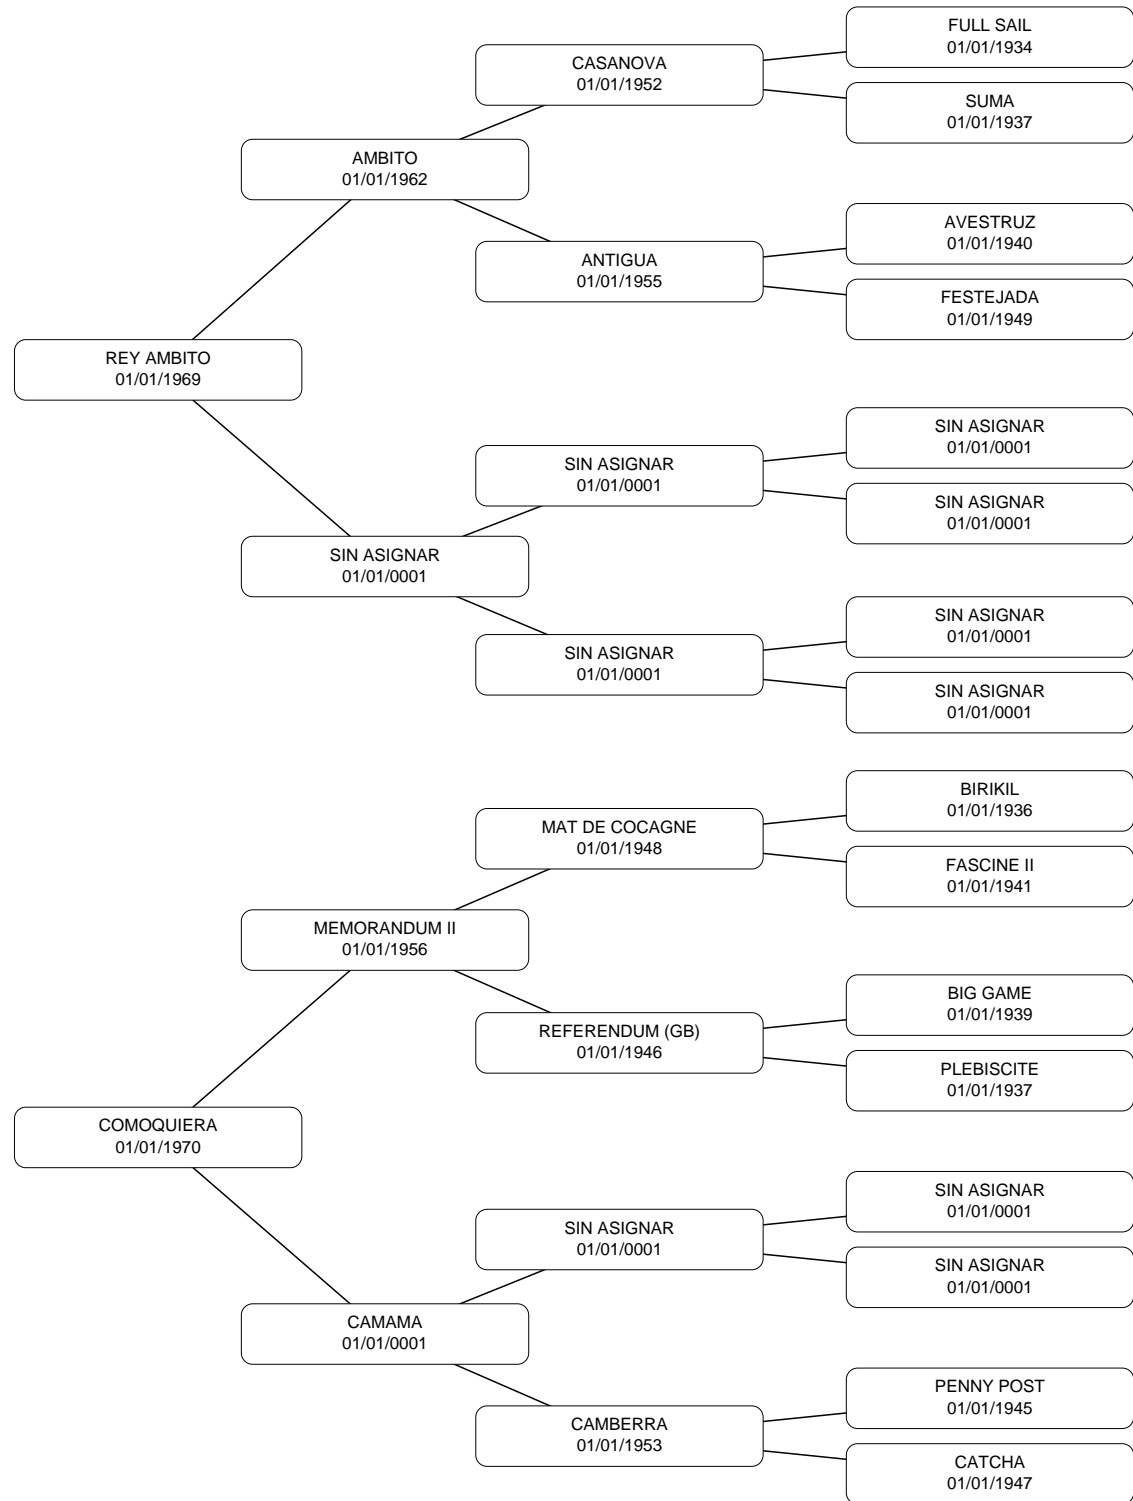 FULL SAIL
01/01/1934
CASANOVA
01/01/1952
SUMA
01/01/1937
AMBITO
01/01/1962
AVESTRUZ
01/01/1940
ANTIGUA
01/01/1955
FESTEJADA
01/01/1949
REY AMBITO
01/01/1969
SIN ASIGNAR
01/01/0001
SIN ASIGNAR
01/01/0001
SIN ASIGNAR
01/01/0001
SIN ASIGNAR
01/01/0001
SIN ASIGNAR
01/01/0001
SIN ASIGNAR
01/01/0001
SIN ASIGNAR
01/01/0001
BIRIKIL
01/01/1936
MAT DE COCAGNE
01/01/1948
FASCINE II
01/01/1941
MEMORANDUM II
01/01/1956
BIG GAME
01/01/1939
REFERENDUM (GB)
01/01/1946
PLEBISCITE
01/01/1937
COMOQUIERA
01/01/1970
SIN ASIGNAR
01/01/0001
SIN ASIGNAR
01/01/0001
SIN ASIGNAR
01/01/0001
CAMAMA
01/01/0001
PENNY POST
01/01/1945
CAMBERRA
01/01/1953
CATCHA
01/01/1947